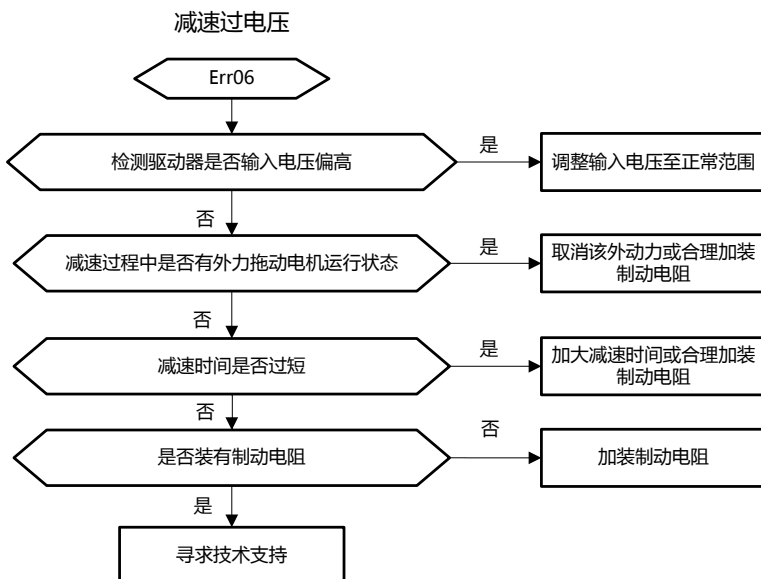 减速过电压
Err06
检测驱动器是否输入电压偏高
是
调整输入电压至正常范围
否
减速过程中是否有外力拖动电机运行状态
是
取消该外动力或合理加装
制动电阻
否
减速时间是否过短
是
加大减速时间或合理加装
制动电阻
否
是否装有制动电阻
否
加装制动电阻
是
寻求技术支持